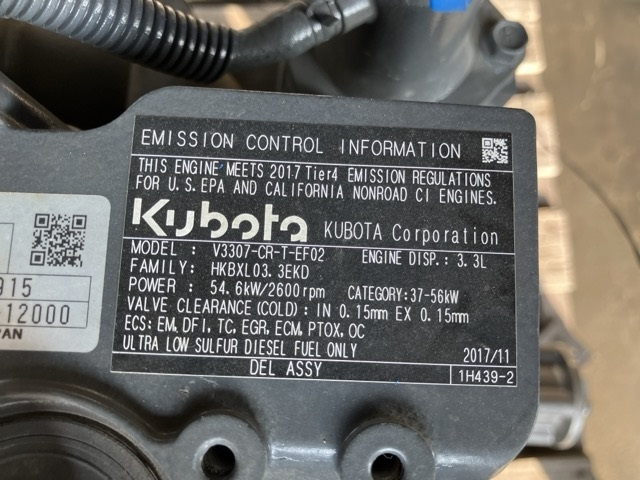 EMISSION CONTROL INFORMATION
THIS ENGINE MEETS 2017 Tier4 EMISSION REGULATIONS
FOR U.S. EPA AND CALIFORNIA NONROAD CI ENGINES.
Kubota KUBOTA Corporation
MODEL : V3307-CR-T-EF02 ENGINE DISP.: 3.3L
FAMILY: HKBXL03.3EKD
POWER : 54.6kW/2600rpm CATEGORY:37-56kW
VALVE CLEARANCE(COLD): IN 0.15mm EX 0.15mm
ECS: EM, DFI, TC, EGR, ECM, PTOX, OC
ULTRA LOW SULFUR DIESEL FUEL ONLY 2017/11
DEL ASSY 1H439-2
915
12000
PAN